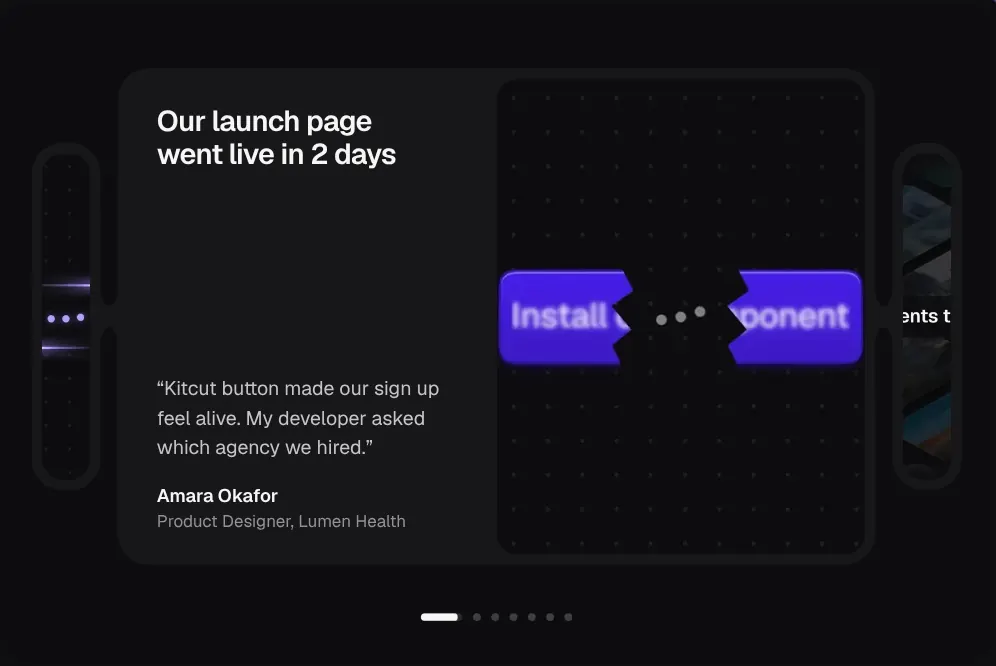 Our launch page
went live in 2 days
“Kitcut button made our sign up
feel alive. My developer asked
which agency we hired.”
Amara Okafor
Product Designer, Lumen Health
Install
ponent
ents t